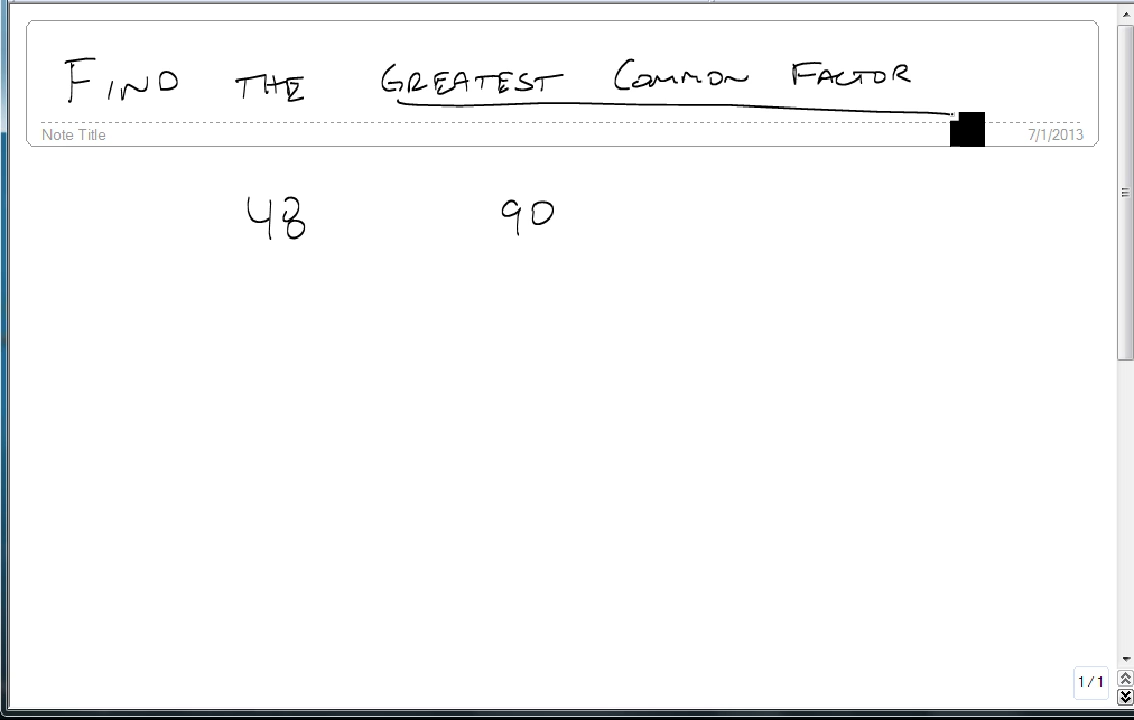 FIND THE GREATEST COMMON FACTOR
Note Title 7/1/2013
48 90
1/1